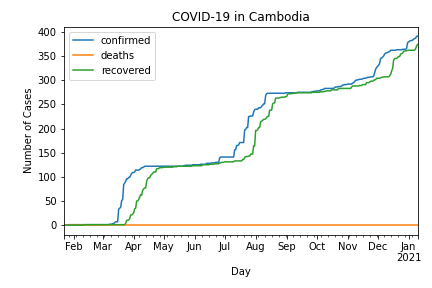 COVID-19 in Cambodia
confirmed
deaths
recovered
Number of Cases
400
350
300
250
200
150
100
50
0
Feb Mar Apr May Jun Jul Aug Sep Oct Nov Dec Jan
2021
Day